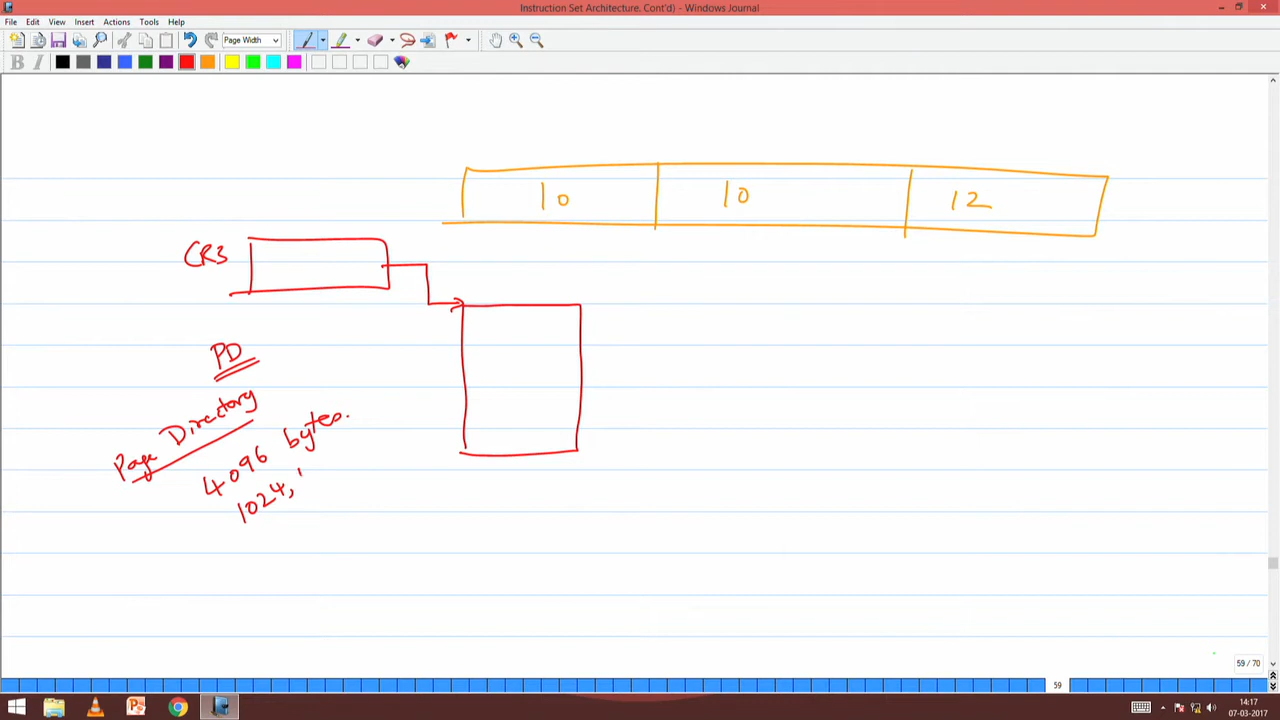 Instruction Set Architecture. Cont'd) - Windows Journal
File Edit View Insert Actions Tools Help
Page Width
B I
10 10 12
CR3
PD
Page Directory
4096 bytes.
1024,
59 / 70
59
14:17
07-03-2017